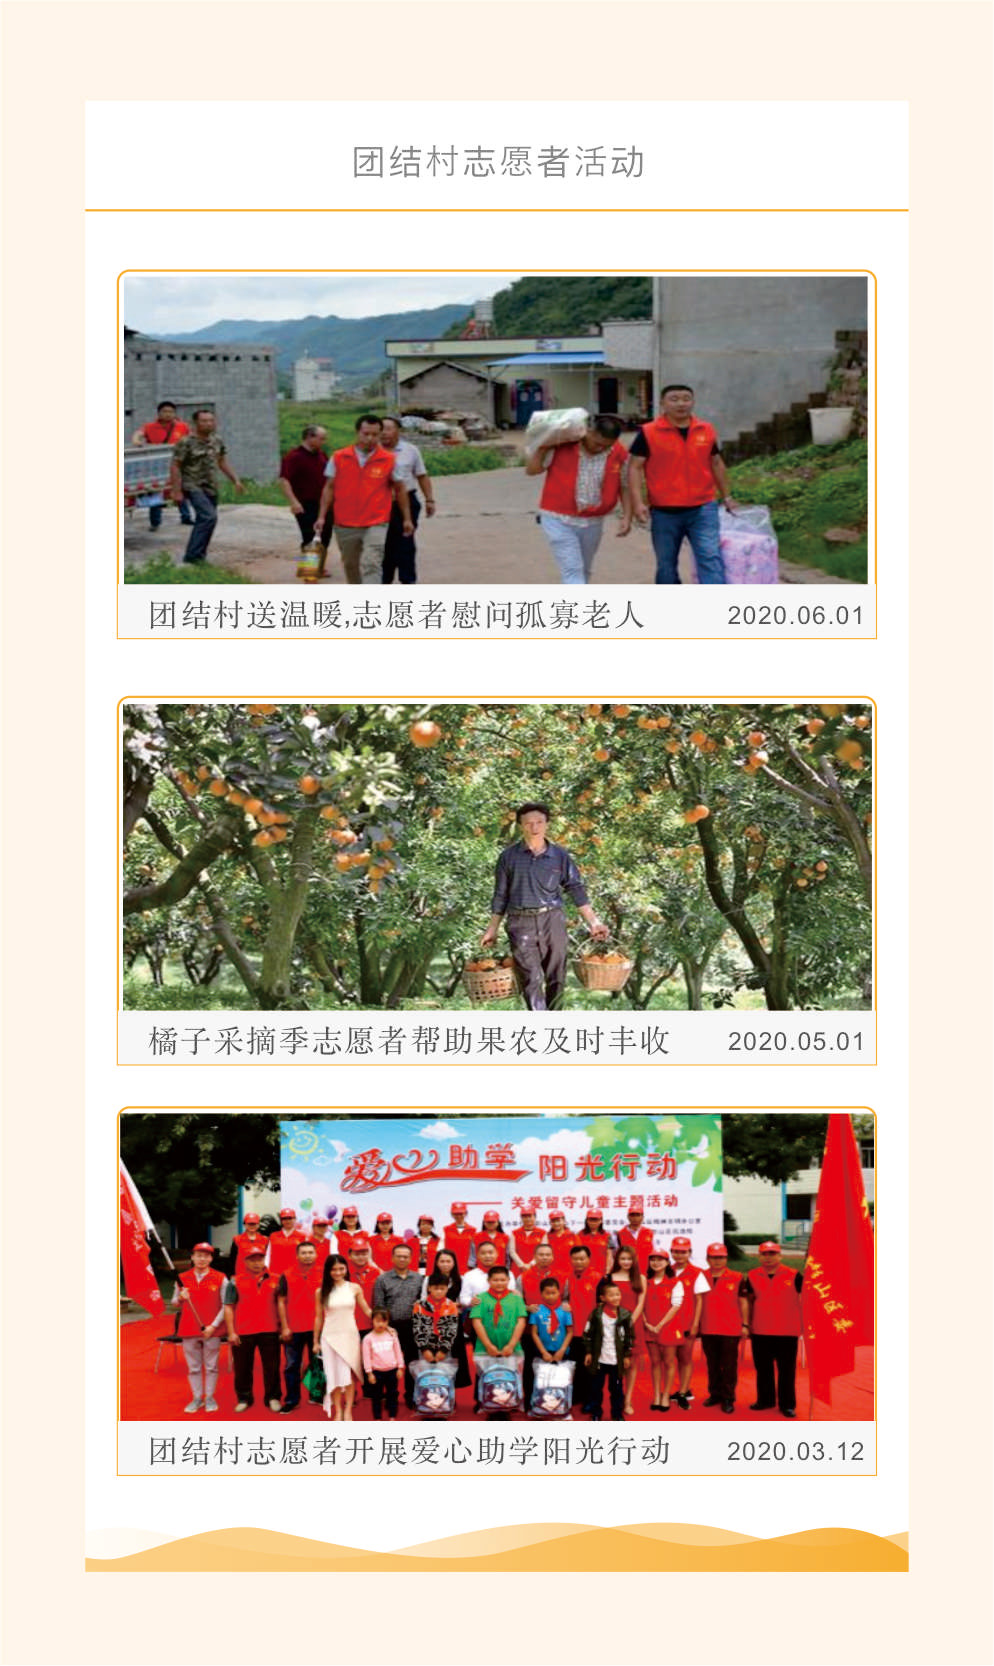 团结村志愿者活动
团结村送温暖,志愿者慰问孤寡老人
2020.06.01
橘子采摘季志愿者帮助果农及时丰收
2020.05.01
爱心助学 阳光行动
关爱留守儿童主题活动
团结村志愿者开展爱心助学阳光行动
2020.03.12